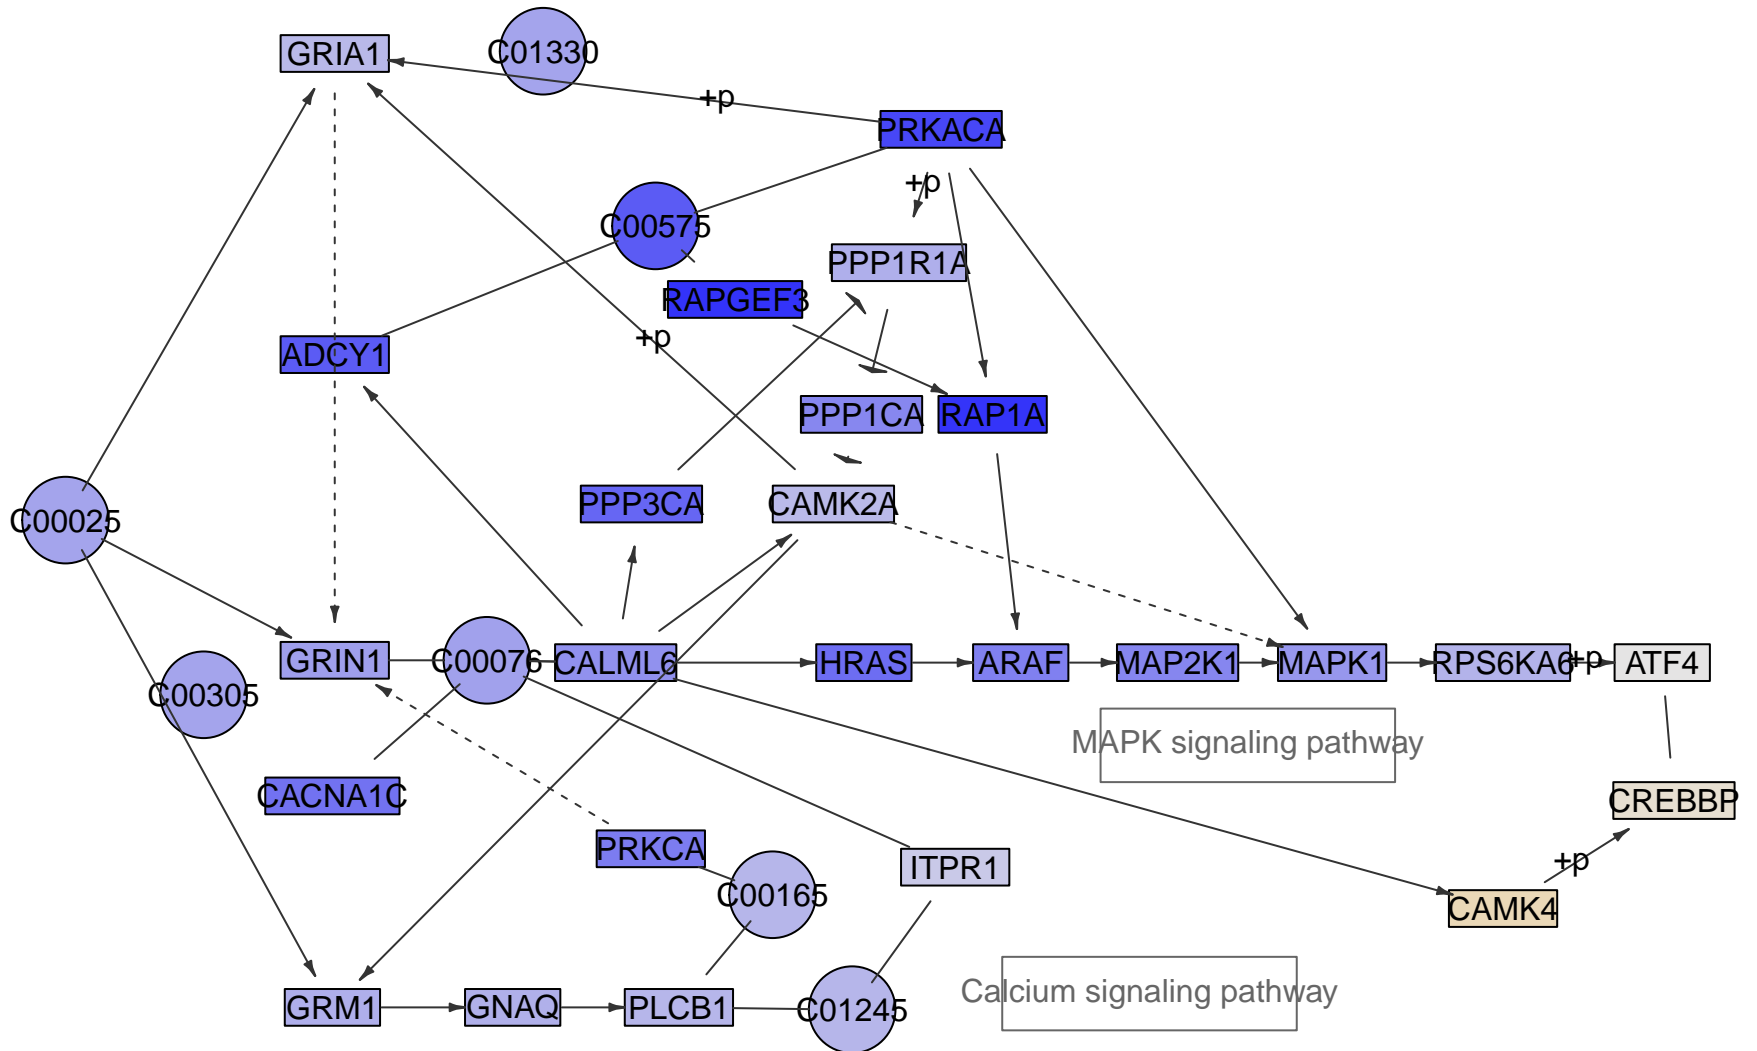 GRIA1
C01330
+p
PRKACA
+p
C00575
PPP1R1A
RAPGEF3
+p
ADCY1
PPP1CA
RAP1A
PPP3CA
CAMK2A
C00025
GRIN1
C00076
CALML6
HRAS
ARAF
MAP2K1
MAPK1
RPS6KA6
+p
ATF4
C00305
MAPK signaling pathway
CACNA1C
CREBBP
PRKCA
ITPR1
+p
C00165
CAMK4
Calcium signaling pathway
GRM1
GNAQ
PLCB1
C01245